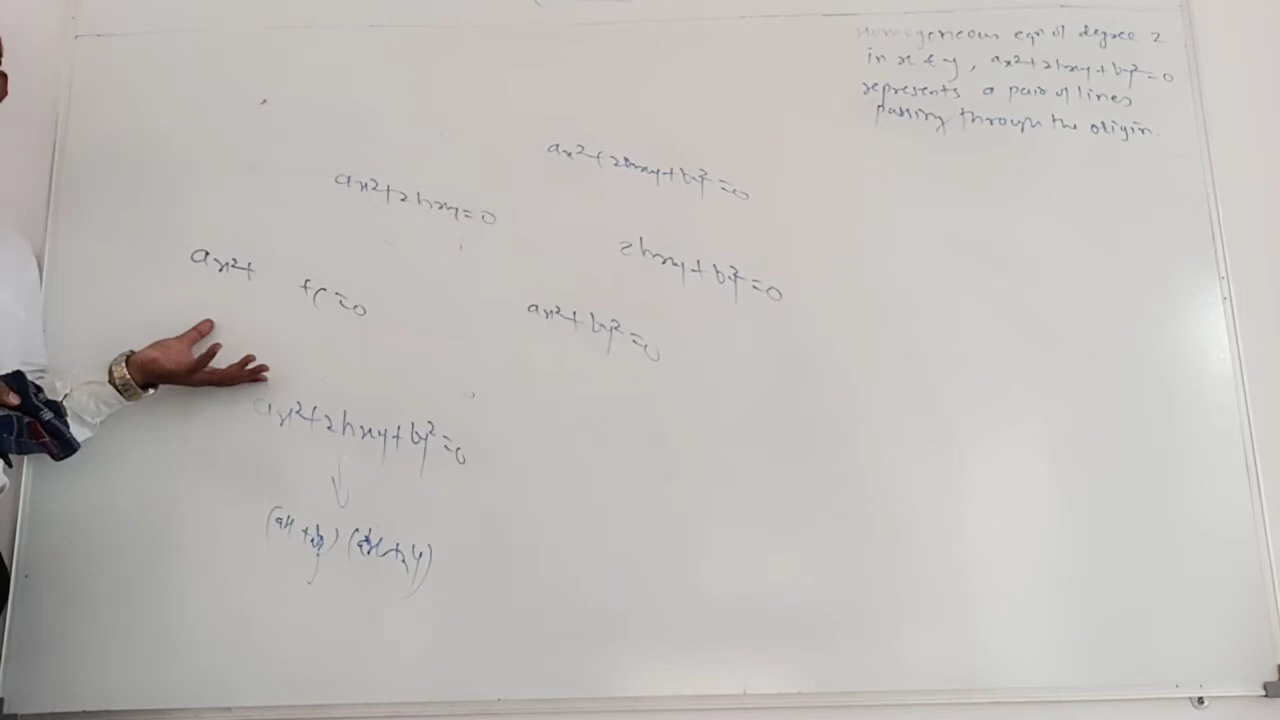 homogeneous eqn of degree 2
in x & y, ax²+2hxy+by²=0
represents a pair of lines
passing through the origin.
ax²+2hxy+by²=0
ax²+2hxy=0
2hxy+by²=0
ax²+ +c=0
ax²+by²=0
ax²+2hxy+by²=0